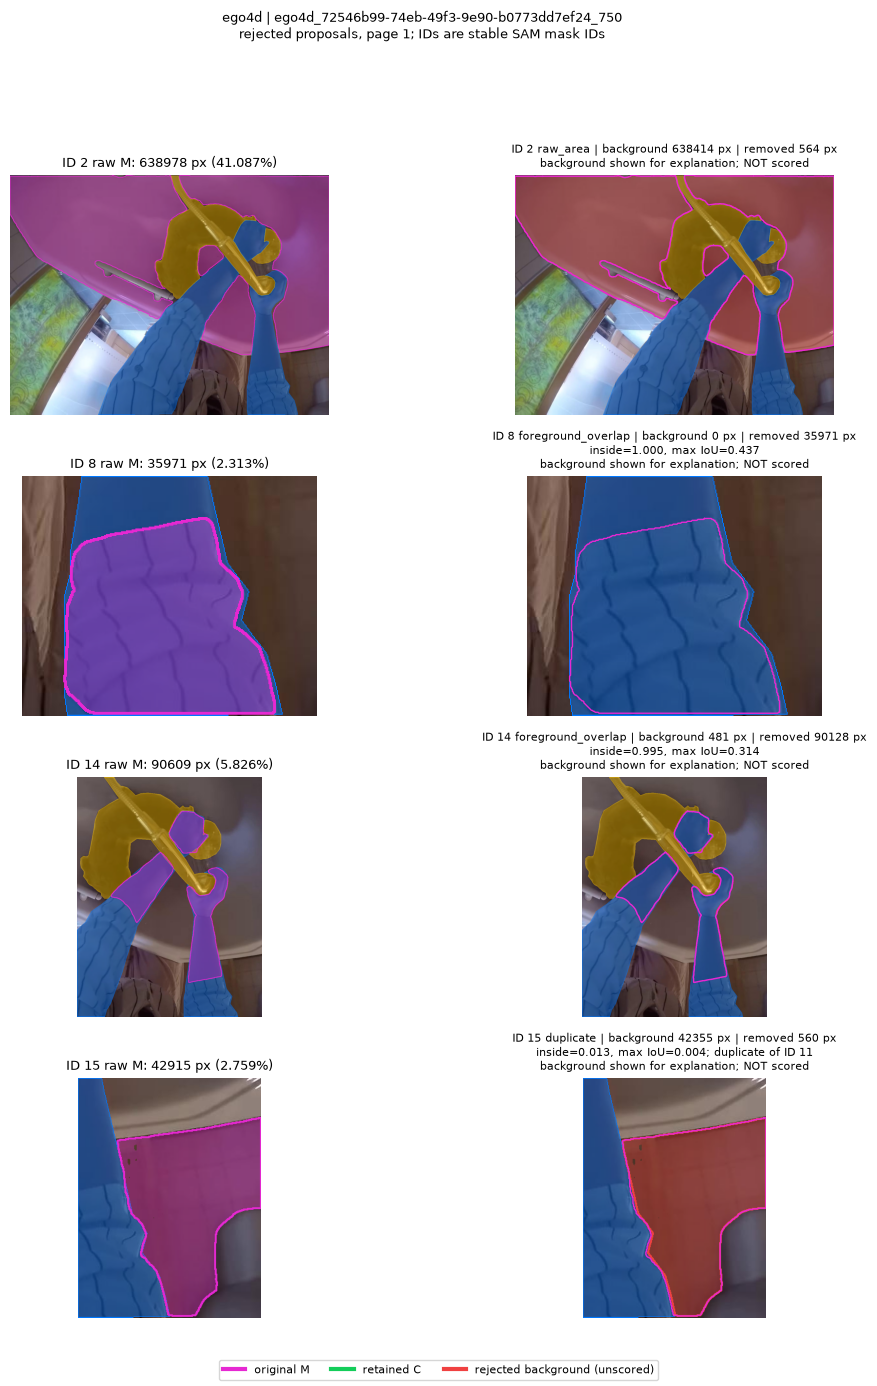 ego4d | ego4d_72546b99-74eb-49f3-9e90-b0773dd7ef24_750
rejected proposals, page 1; IDs are stable SAM mask IDs
ID 2 raw M: 638978 px (41.087%)
ID 2 raw_area | background 638414 px | removed 564 px
background shown for explanation; NOT scored
ID 8 raw M: 35971 px (2.313%)
ID 8 foreground_overlap | background 0 px | removed 35971 px
inside=1.000, max IoU=0.437
background shown for explanation; NOT scored
ID 14 raw M: 90609 px (5.826%)
ID 14 foreground_overlap | background 481 px | removed 90128 px
inside=0.995, max IoU=0.314
background shown for explanation; NOT scored
ID 15 raw M: 42915 px (2.759%)
ID 15 duplicate | background 42355 px | removed 560 px
inside=0.013, max IoU=0.004; duplicate of ID 11
background shown for explanation; NOT scored
original M
retained C
rejected background (unscored)